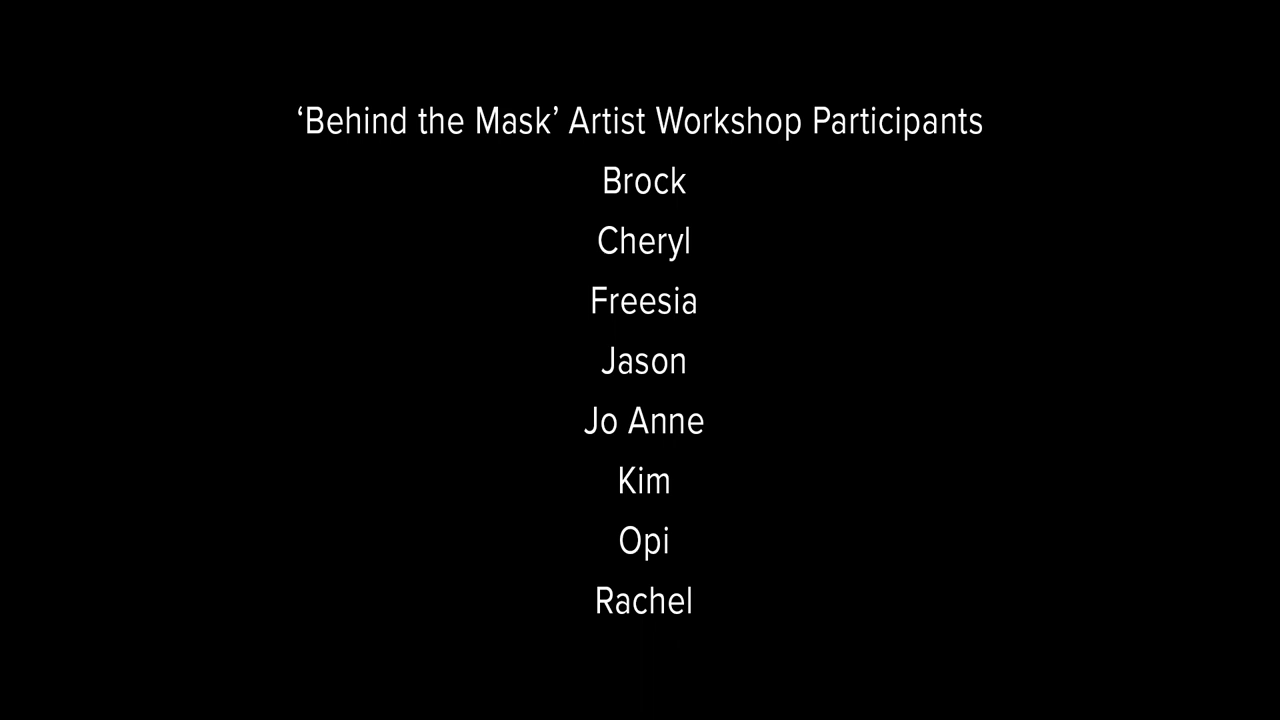 ‘Behind the Mask’ Artist Workshop Participants
Brock
Cheryl
Freesia
Jason
Jo Anne
Kim
Opi
Rachel